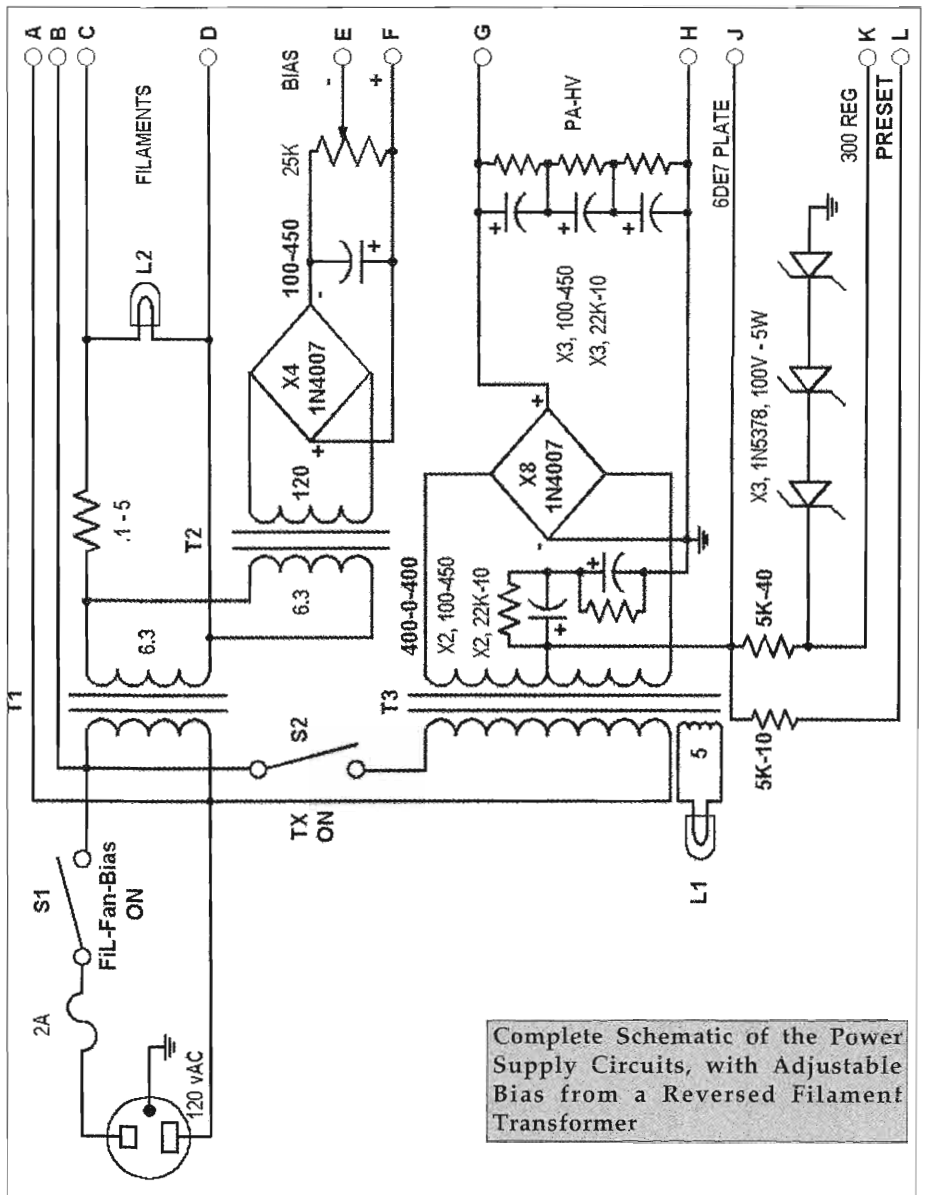 A
B
C
D
E
F
G
H
J
K
L
FILAMENTS
BIAS
-
+
PA-HV
6DE7 PLATE
300 REG
PRESET
L2
25K
100-450
+
-
X4
1N4007
+
120
+
+
+
X3, 100-450
X3, 22K-10
X3, 1N5378, 100V - 5W
.1 - 5
T2
6.3
6.3
+
X8
1N4007
-
400-0-400
X2, 100-450
X2, 22K-10
+
+
5K-40
5K-10
T1
T3
S2
TX
ON
5
L1
S1
FiL-Fan-Bias
ON
2A
120 vAC
Complete Schematic of the Power
Supply Circuits, with Adjustable
Bias from a Reversed Filament
Transformer